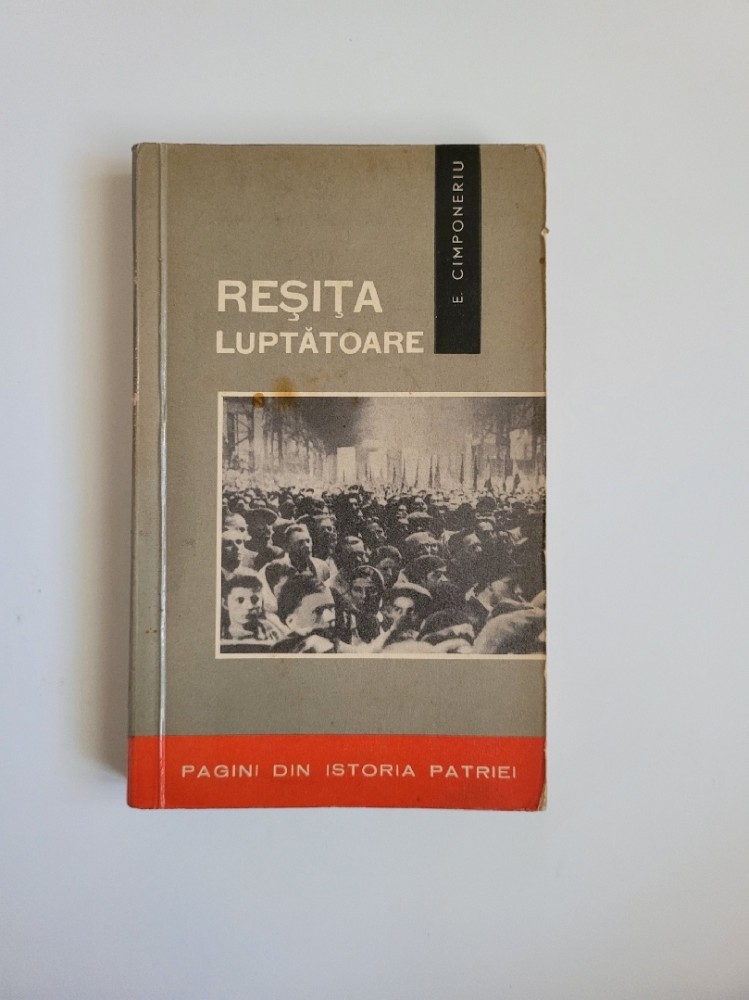 E. CIMPONERIU
REŞIŢA
LUPTĂTOARE
PAGINI DIN ISTORIA PATRIEI